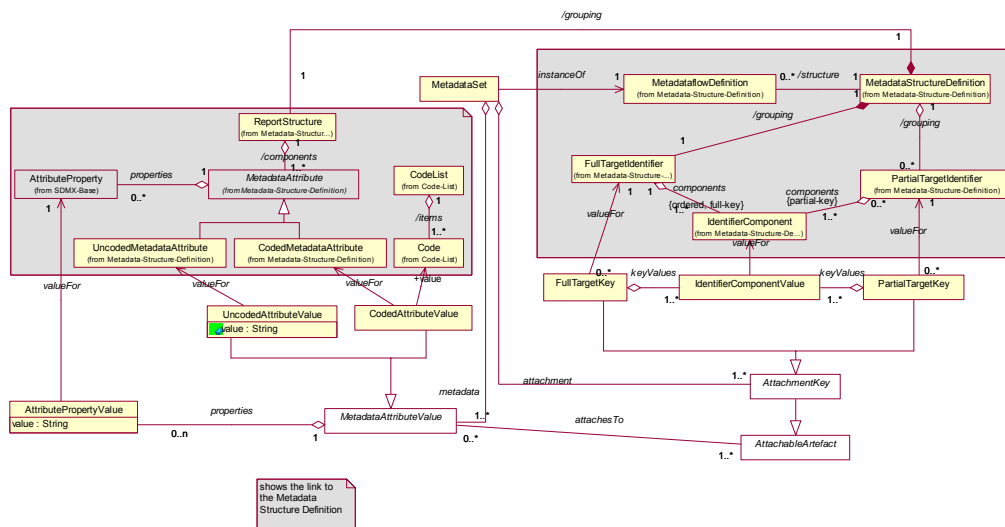 /grouping
1
1
MetadataSet
instanceOf
MetadataflowDefinition
(from Metadata-Structure-Definition)
0..*
/structure
1
MetadataStructureDefinition
(from Metadata-Structure-Definition)
1
1
/grouping
/grouping
1
0..*
ReportStructure
(from Metadata-Structur...)
1
/components
1..*
AttributeProperty
(from SDMX-Base)
1
properties
0..*
1
MetadataAttribute
(from Metadata-Structure-Definition)
CodeList
(from Code-List)
1
/items
1..*
UncodedMetadataAttribute
(from Metadata-Structure-Definition)
CodedMetadataAttribute
(from Metadata-Structure-Definition)
Code
(from Code-List)
+value
valueFor
valueFor
valueFor
FullTargetIdentifier
(from Metadata-Structure-...)
1
1
components
{ordered, full-key}
1..*
components
{partial-key}
1..*
PartialTargetIdentifier
(from Metadata-Structure-Definition)
0..*
1
IdentifierComponent
(from Metadata-Structure-De...)
valueFor
valueFor
valueFor
0..*
0..*
FullTargetKey
keyValues
1..*
IdentifierComponentValue
keyValues
1..*
PartialTargetKey
UncodedAttributeValue
value : String
CodedAttributeValue
AttributePropertyValue
value : String
properties
0..n
1
MetadataAttributeValue
metadata
1..*
0..*
attachment
1..*
AttachmentKey
attachesTo
1..*
AttachableArtefact
shows the link to
the Metadata
Structure Definition